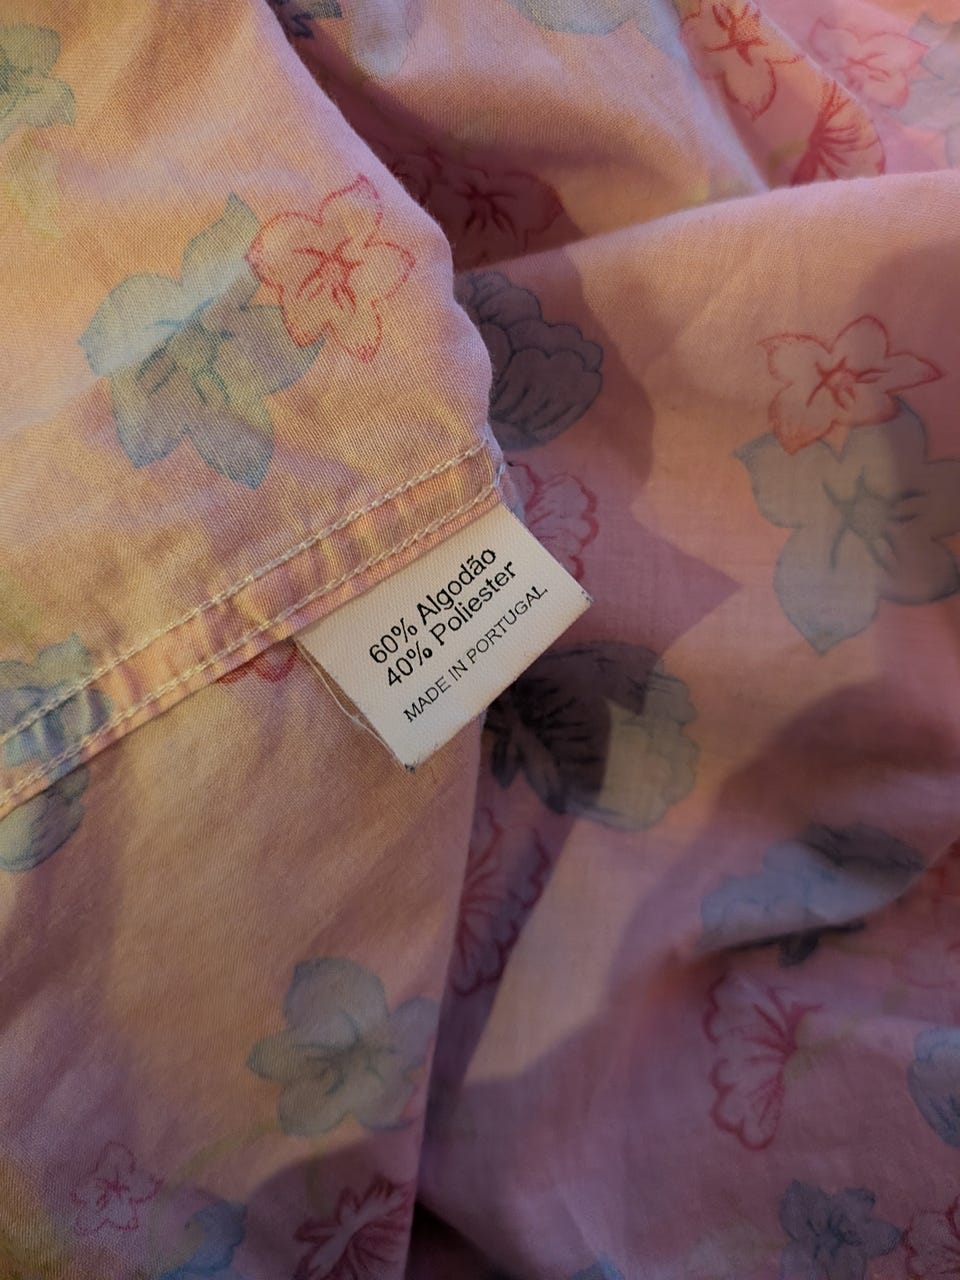 60% Algodão
40% Poliester
MADE IN PORTUGAL